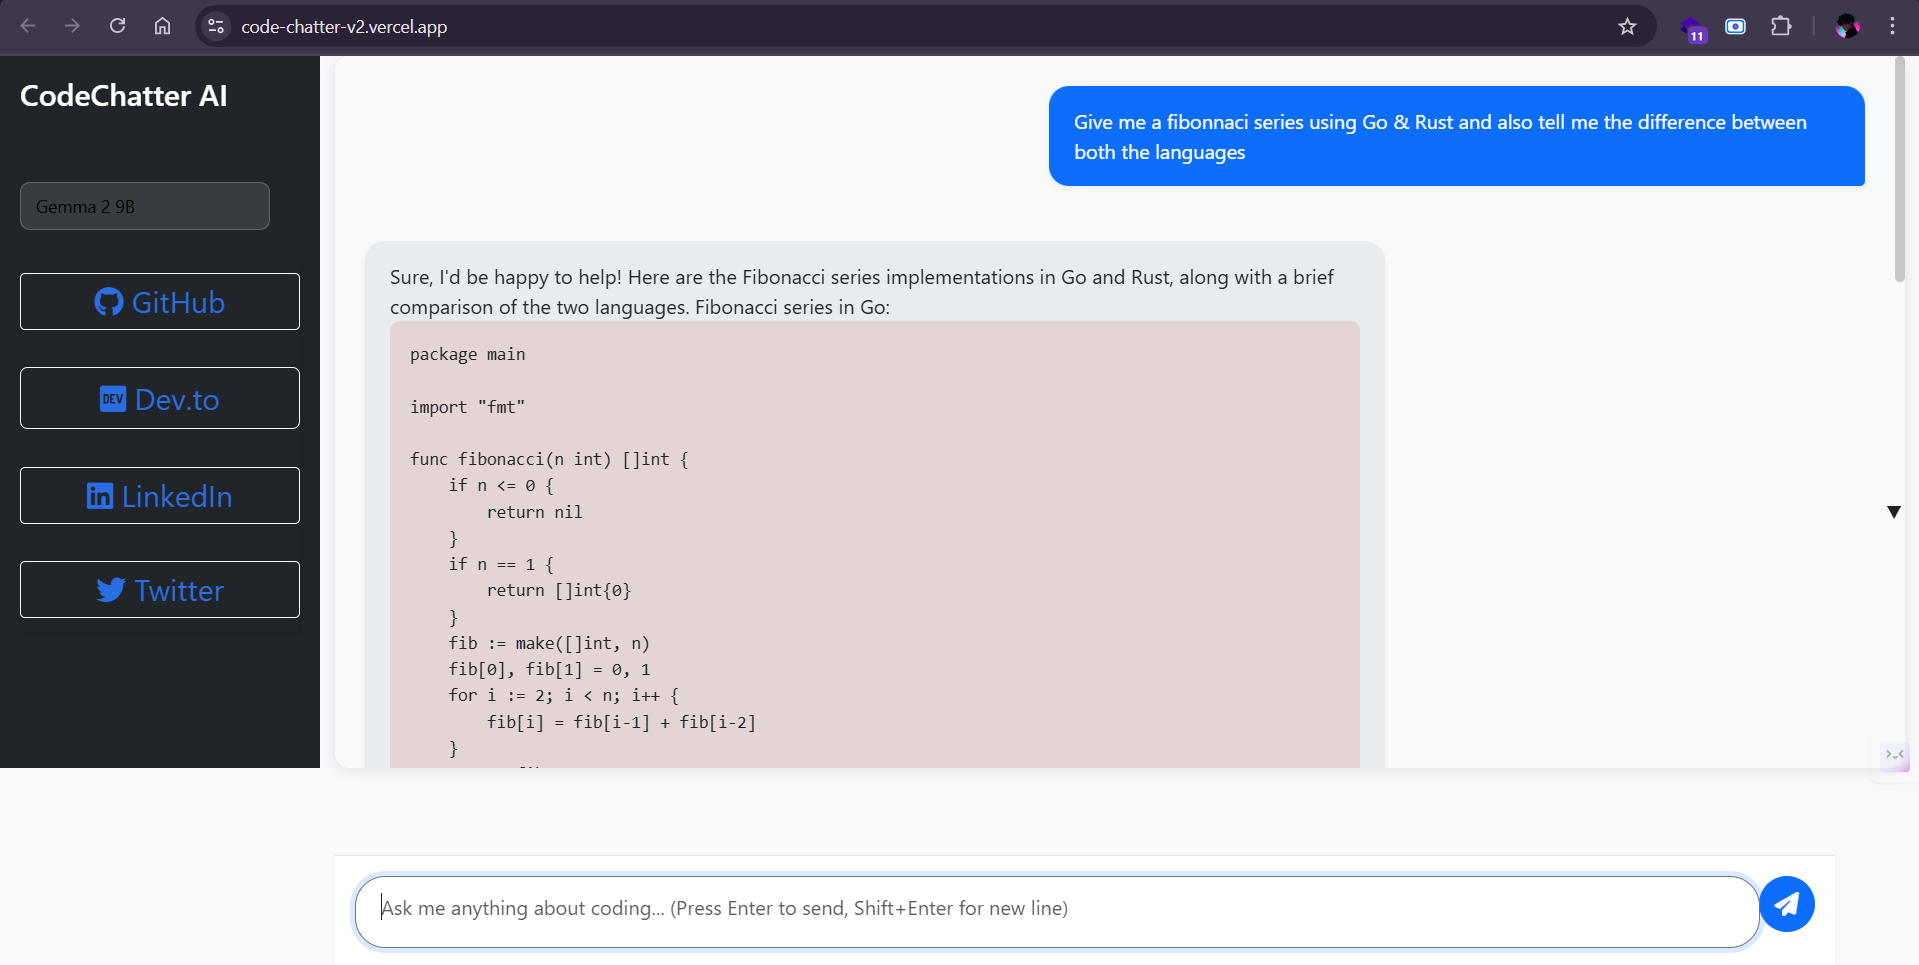 code-chatter-v2.vercel.app
11
CodeChatter AI
Gemma 2 9B
GitHub
DEV Dev.to
in LinkedIn
Twitter
Give me a fibonnaci series using Go & Rust and also tell me the difference between
both the languages
Sure, I'd be happy to help! Here are the Fibonacci series implementations in Go and Rust, along with a brief
comparison of the two languages. Fibonacci series in Go:
package main
import "fmt"
func fibonacci(n int) []int {
    if n <= 0 {
        return nil
    }
    if n == 1 {
        return []int{0}
    }
    fib := make([]int, n)
    fib[0], fib[1] = 0, 1
    for i := 2; i < n; i++ {
        fib[i] = fib[i-1] + fib[i-2]
    }
Ask me anything about coding... (Press Enter to send, Shift+Enter for new line)